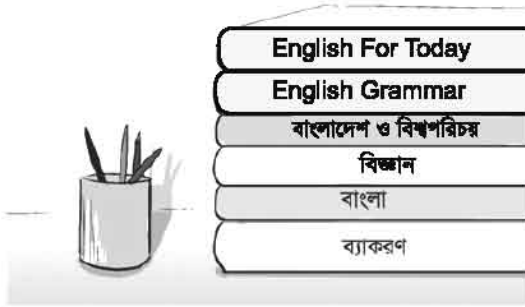 English For Today
English Grammar
বাংলাদেশ ও বিশ্বপরিচয়
বিজ্ঞান
বাংলা
ব্যাকরণ